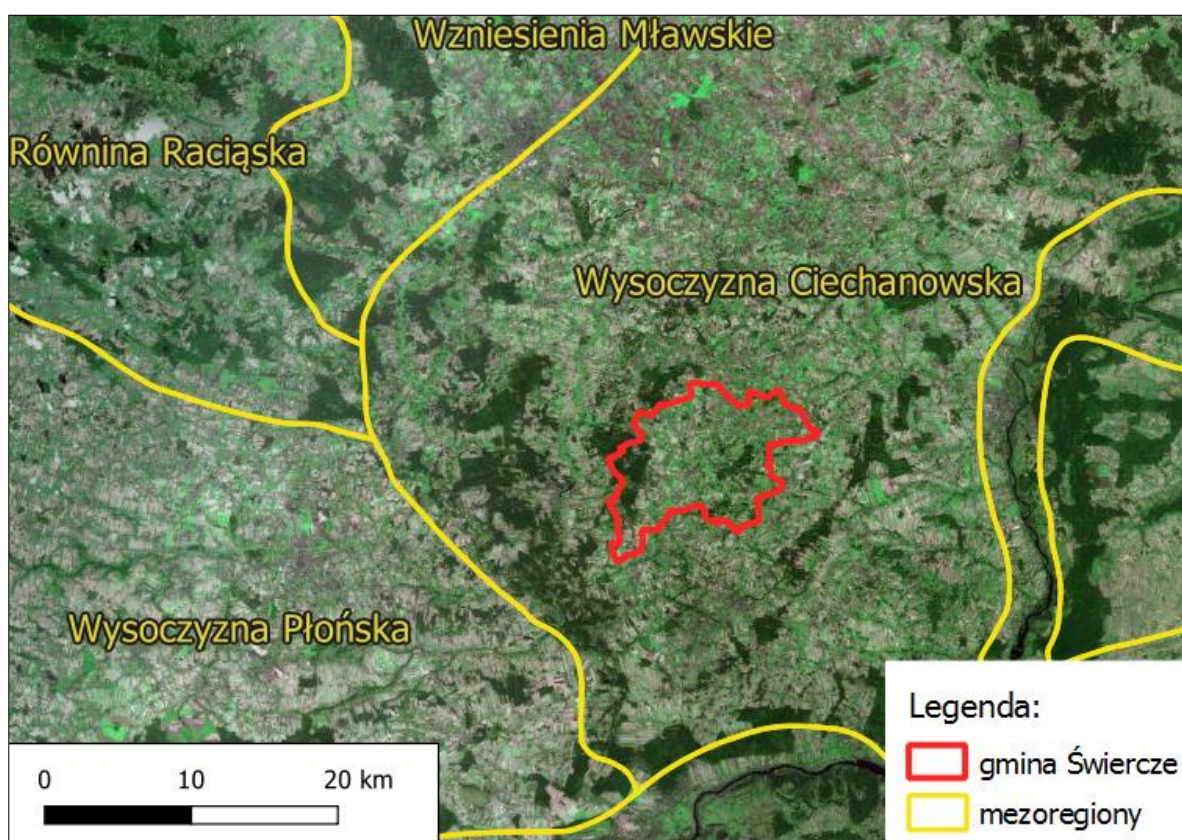 Wzniesienia Mławskie
Równina Raciąska
Wysoczyzna Ciechanowska
Wysoczyzna Płońska
Legenda:
gmina Świercze
mezoregiony
0 10 20 km